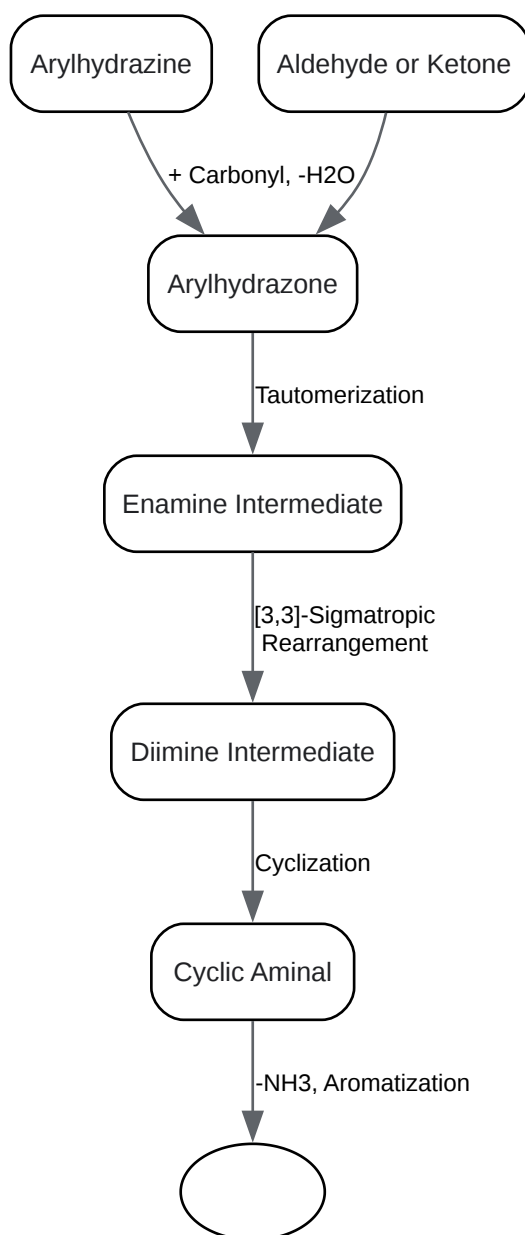 Arylhydrazine
Aldehyde or Ketone
+ Carbonyl, -H2O
Arylhydrazone
Tautomerization
Enamine Intermediate
[3,3]-Sigmatropic
Rearrangement
Diimine Intermediate
Cyclization
Cyclic Aminal
-NH3, Aromatization